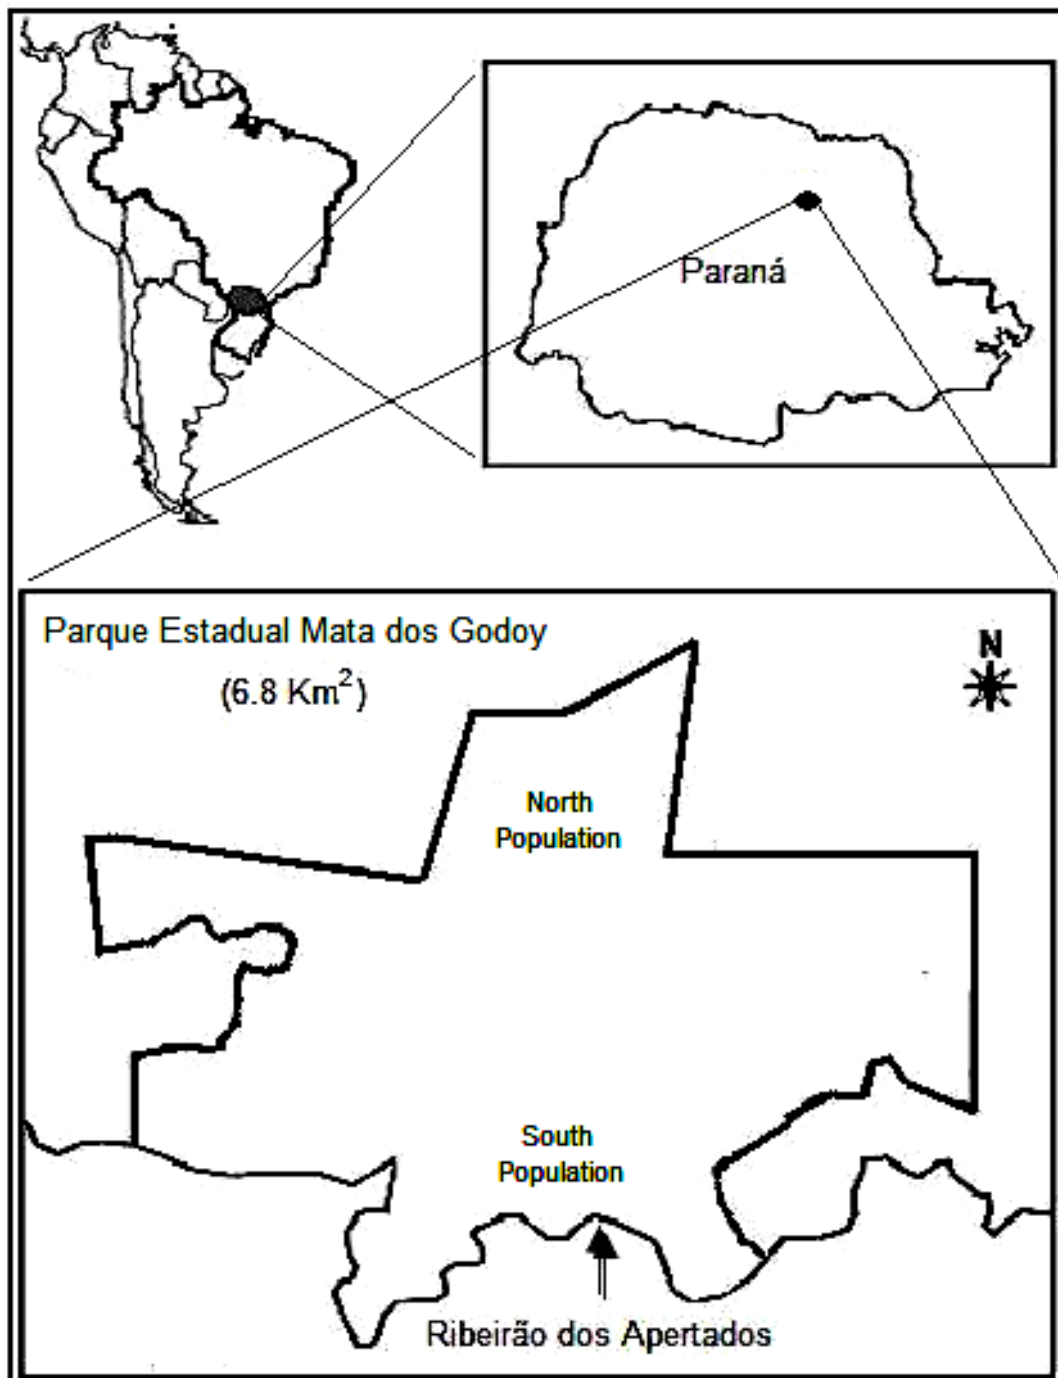 Paraná
Parque Estadual Mata dos Godoy
(6.8 Km²)
N
North
Population
South
Population
Ribeirão dos Apertados